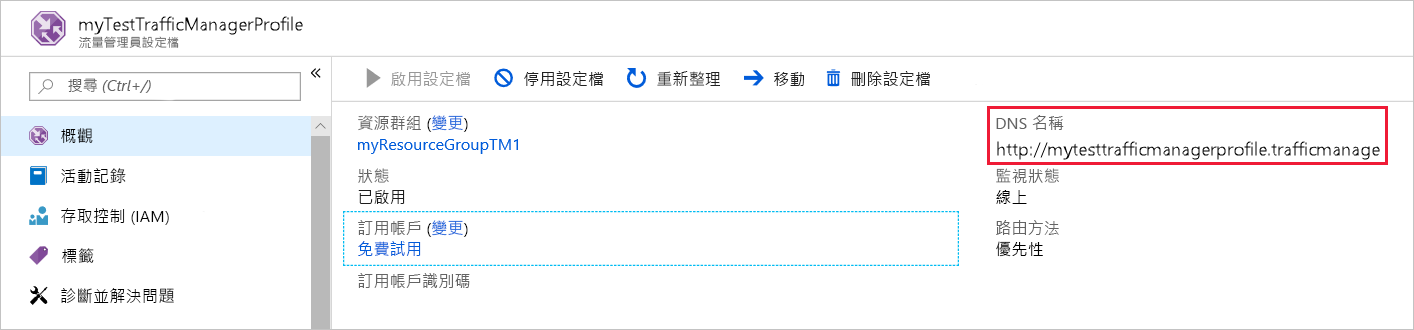 myTestTrafficManagerProfile
流量管理員設定檔
搜尋 (Ctrl+/)
«
啟用設定檔 停用設定檔 重新整理 移動 刪除設定檔
概觀
活動記錄
存取控制 (IAM)
標籤
診斷並解決問題
資源群組 (變更)
myResourceGroupTM1
狀態
已啟用
訂用帳戶 (變更)
免費試用
訂用帳戶識別碼
DNS 名稱
http://mytesttrafficmanagerprofile.trafficmanage
監視狀態
線上
路由方法
優先性